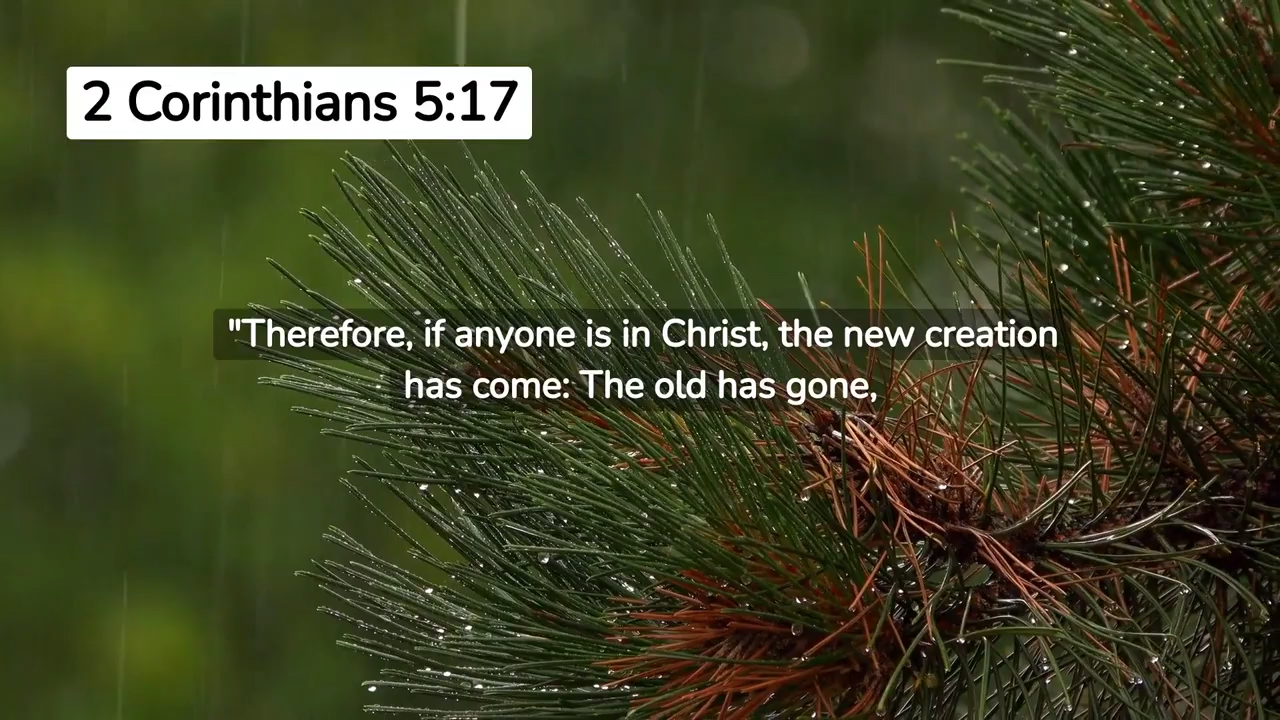 2 Corinthians 5:17
"Therefore, if anyone is in Christ, the new creation
has come: The old has gone,